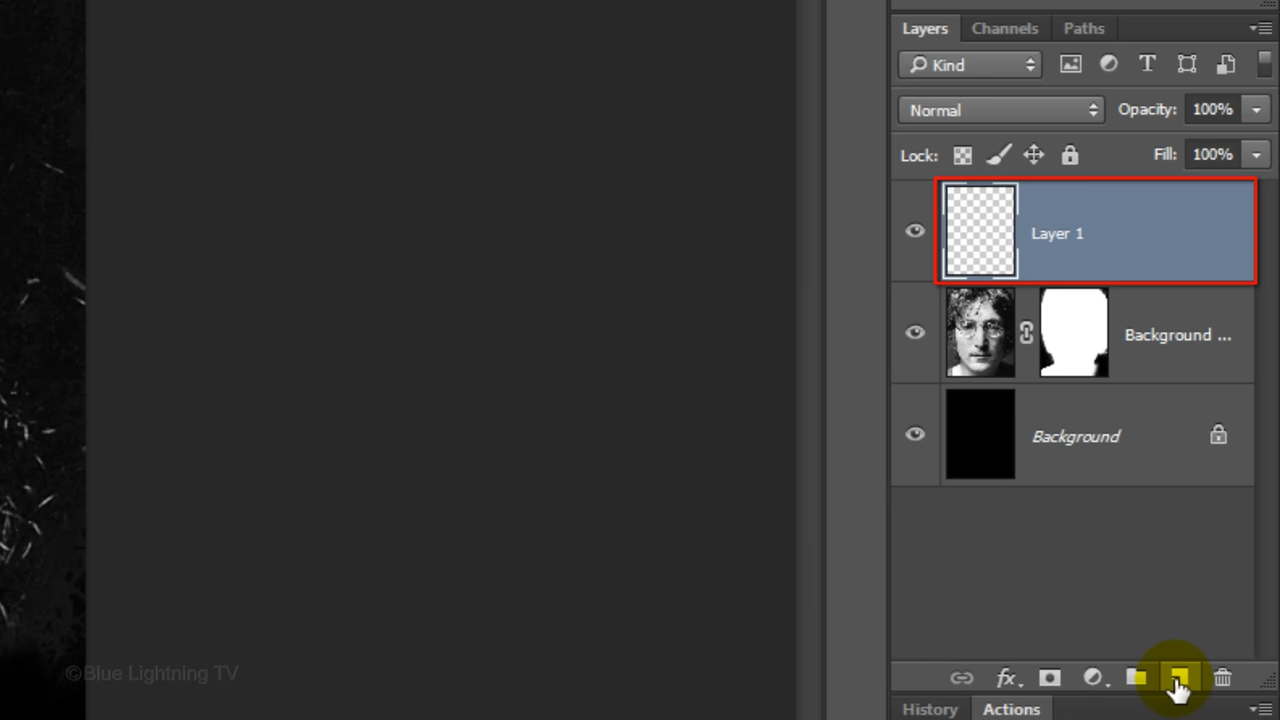 Layers Channels Paths
Kind
Normal Opacity: 100%
Lock: Fill: 100%
Layer 1
Background ...
Background
fx
©Blue Lightning TV
History Actions